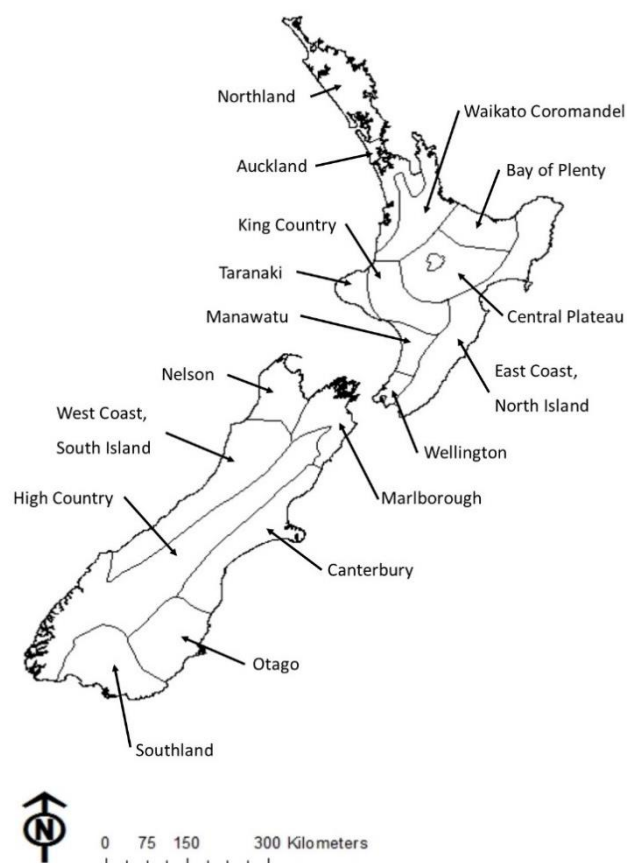 Northland
Waikato Coromandel
Auckland
Bay of Plenty
King Country
Taranaki
Manawatu
Central Plateau
East Coast,
North Island
Nelson
West Coast,
South Island
Wellington
Marlborough
High Country
Canterbury
Otago
Southland
N
0 75 150 300 Kilometers